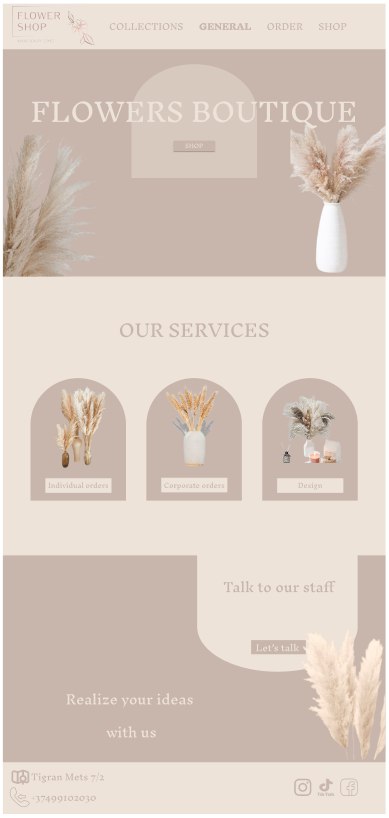 FLOWER
SHOP
COLLECTIONS GENERAL ORDER SHOP
FLOWERS BOUTIQUE
SHOP
OUR SERVICES
Individual orders
Corporate orders
Design
Talk to our staff
Let's talk
Realize your ideas
with us
Tigran Mets 7/2
-37499102030